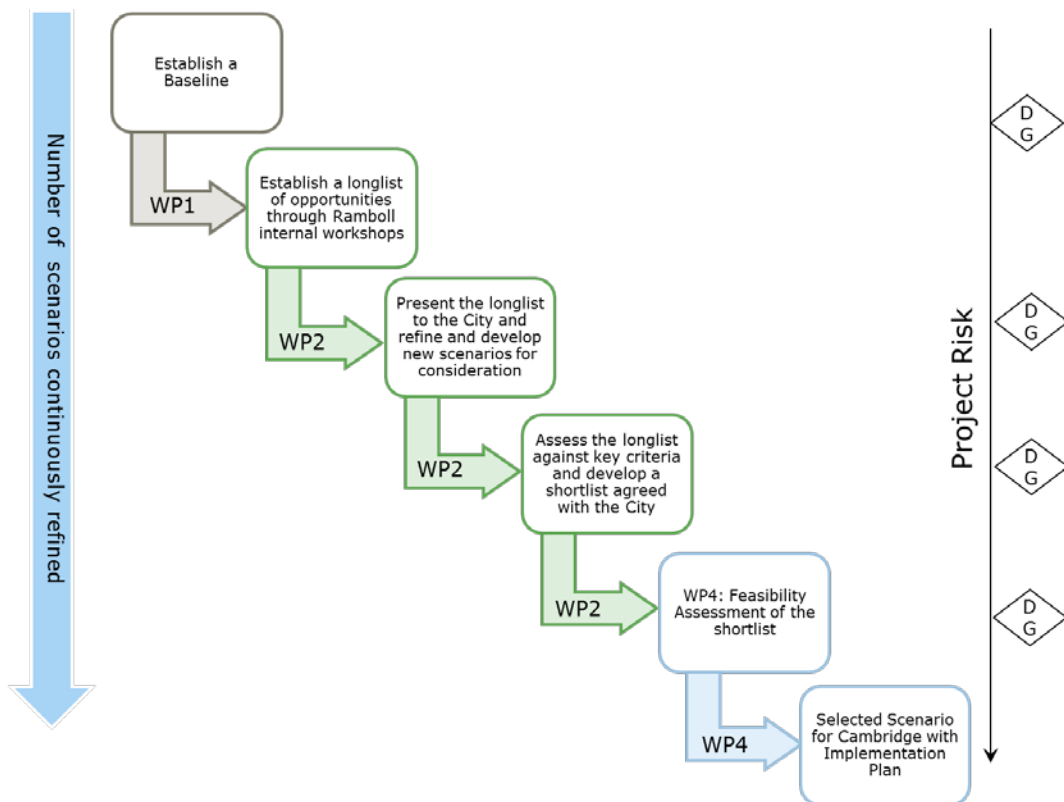 Establish a
Baseline
D
G
WP1
Establish a longlist
of opportunities
through Ramboll
internal workshops
Number of scenarios continuously refined
WP2
Present the longlist
to the City and
refine and develop
new scenarios for
consideration
D
G
Project Risk
WP2
Assess the longlist
against key criteria
and develop a
shortlist agreed
with the City
D
G
WP2
WP4: Feasibility
Assessment of the
shortlist
D
G
WP4
Selected Scenario
for Cambridge with
Implementation
Plan